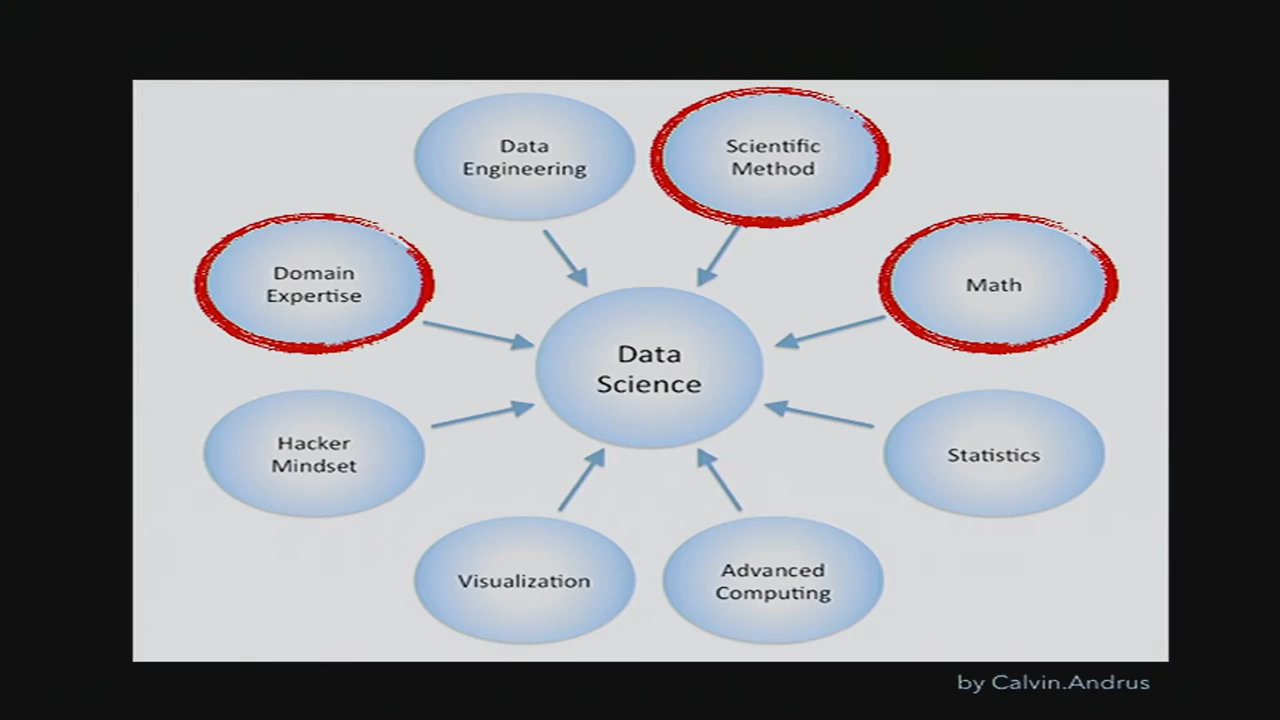 Data
Engineering
Scientific
Method
Domain
Expertise
Math
Data
Science
Hacker
Mindset
Statistics
Visualization
Advanced
Computing
by Calvin.Andrus